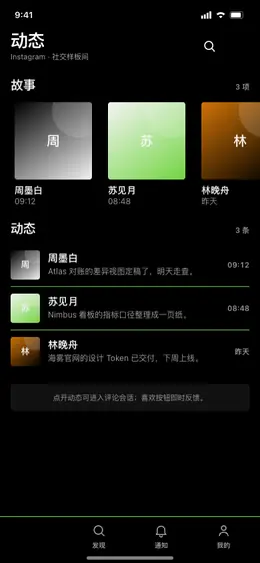 9:41
动态
Instagram · 社交样板间
故事
3 项
周
苏
林
周墨白
09:12
苏见月
08:48
林晚舟
昨天
动态
3 条
周
周墨白
Atlas 对账的差异视图定稿了，明天走查。
09:12
苏
苏见月
Nimbus 看板的指标口径整理成一页纸。
08:48
林
林晚舟
海雾官网的设计 Token 已交付，下周上线。
昨天
点开动态可进入评论会话；喜欢按钮即时反馈。
发现
通知
我的